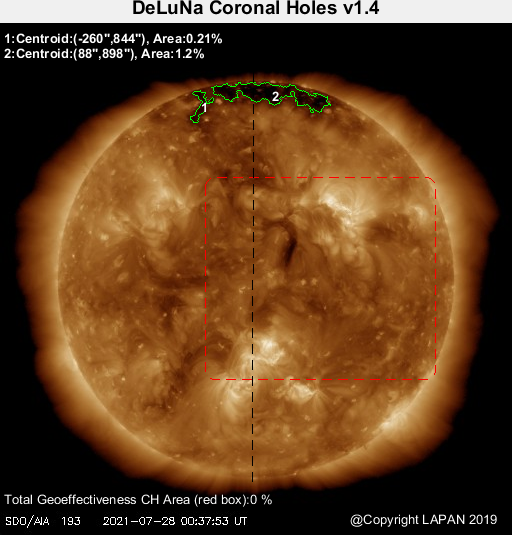 DeLuNa Coronal Holes v1.4
1:Centroid:(-260",844"), Area:0.21%
2:Centroid:(88",898"), Area:1.2%
1
2
Total Geoeffectiveness CH Area (red box):0 %
SDO/AIA 193 2021-07-28 00:37:53 UT
@Copyright LAPAN 2019